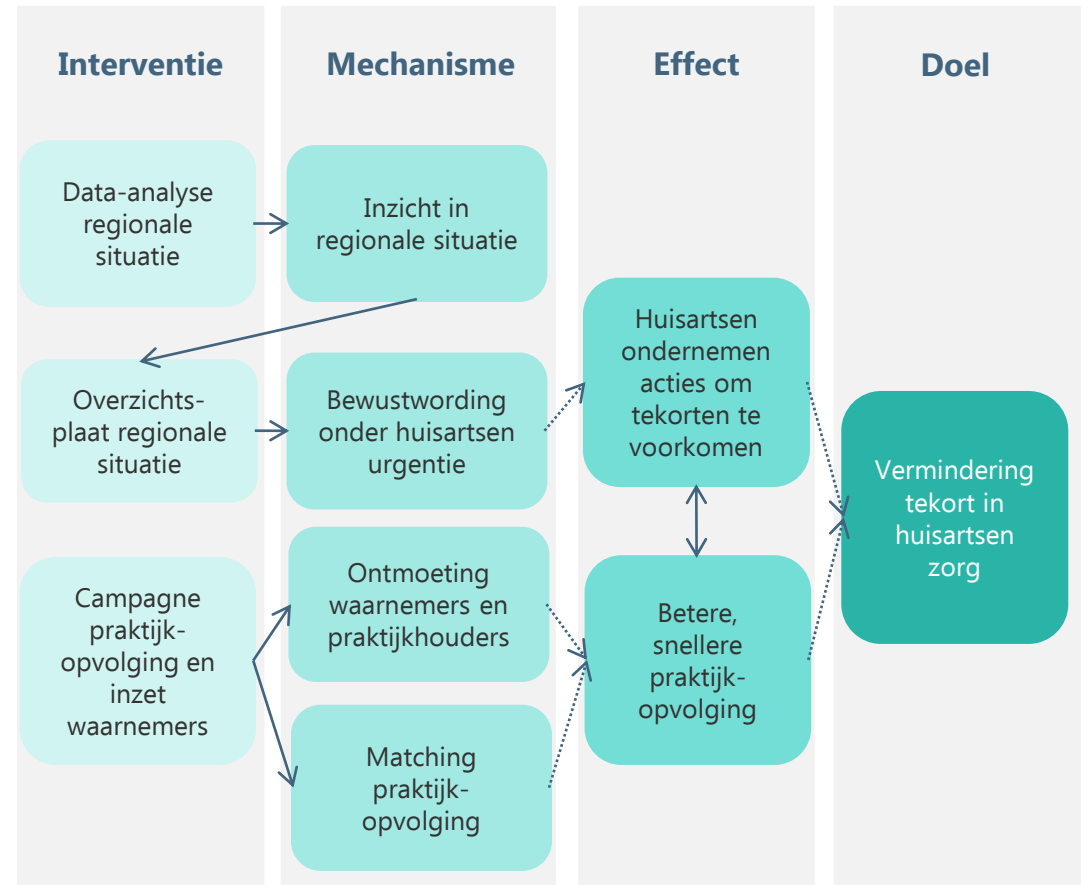 Interventie
Mechanisme
Effect
Doel
Data-analyse
regionale
situatie
Inzicht in
regionale situatie
Overzichts-
plaat regionale
situatie
Bewustwording
onder huisartsen
urgentie
Huisartsen
ondernemen
acties om
tekorten te
voorkomen
Campagne
praktijk-
opvolging en
inzet
waarnemers
Ontmoeting
waarnemers en
praktijkhouders
Matching
praktijk-
opvolging
Betere,
snellere
praktijk-
opvolging
Vermindering
tekort in
huisartsen
zorg